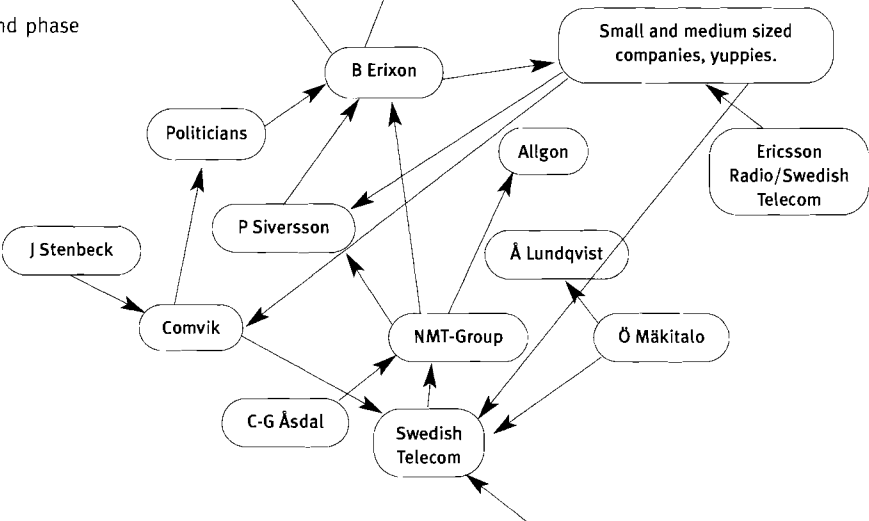 nd phase
Small and medium sized
companies, yuppies.
B Erixon
Politicians
Allgon
Ericsson
Radio/Swedish
Telecom
P Siversson
J Stenbeck
Å Lundqvist
Comvik
NMT-Group
Ö Mäkitalo
C-G Åsdal
Swedish
Telecom